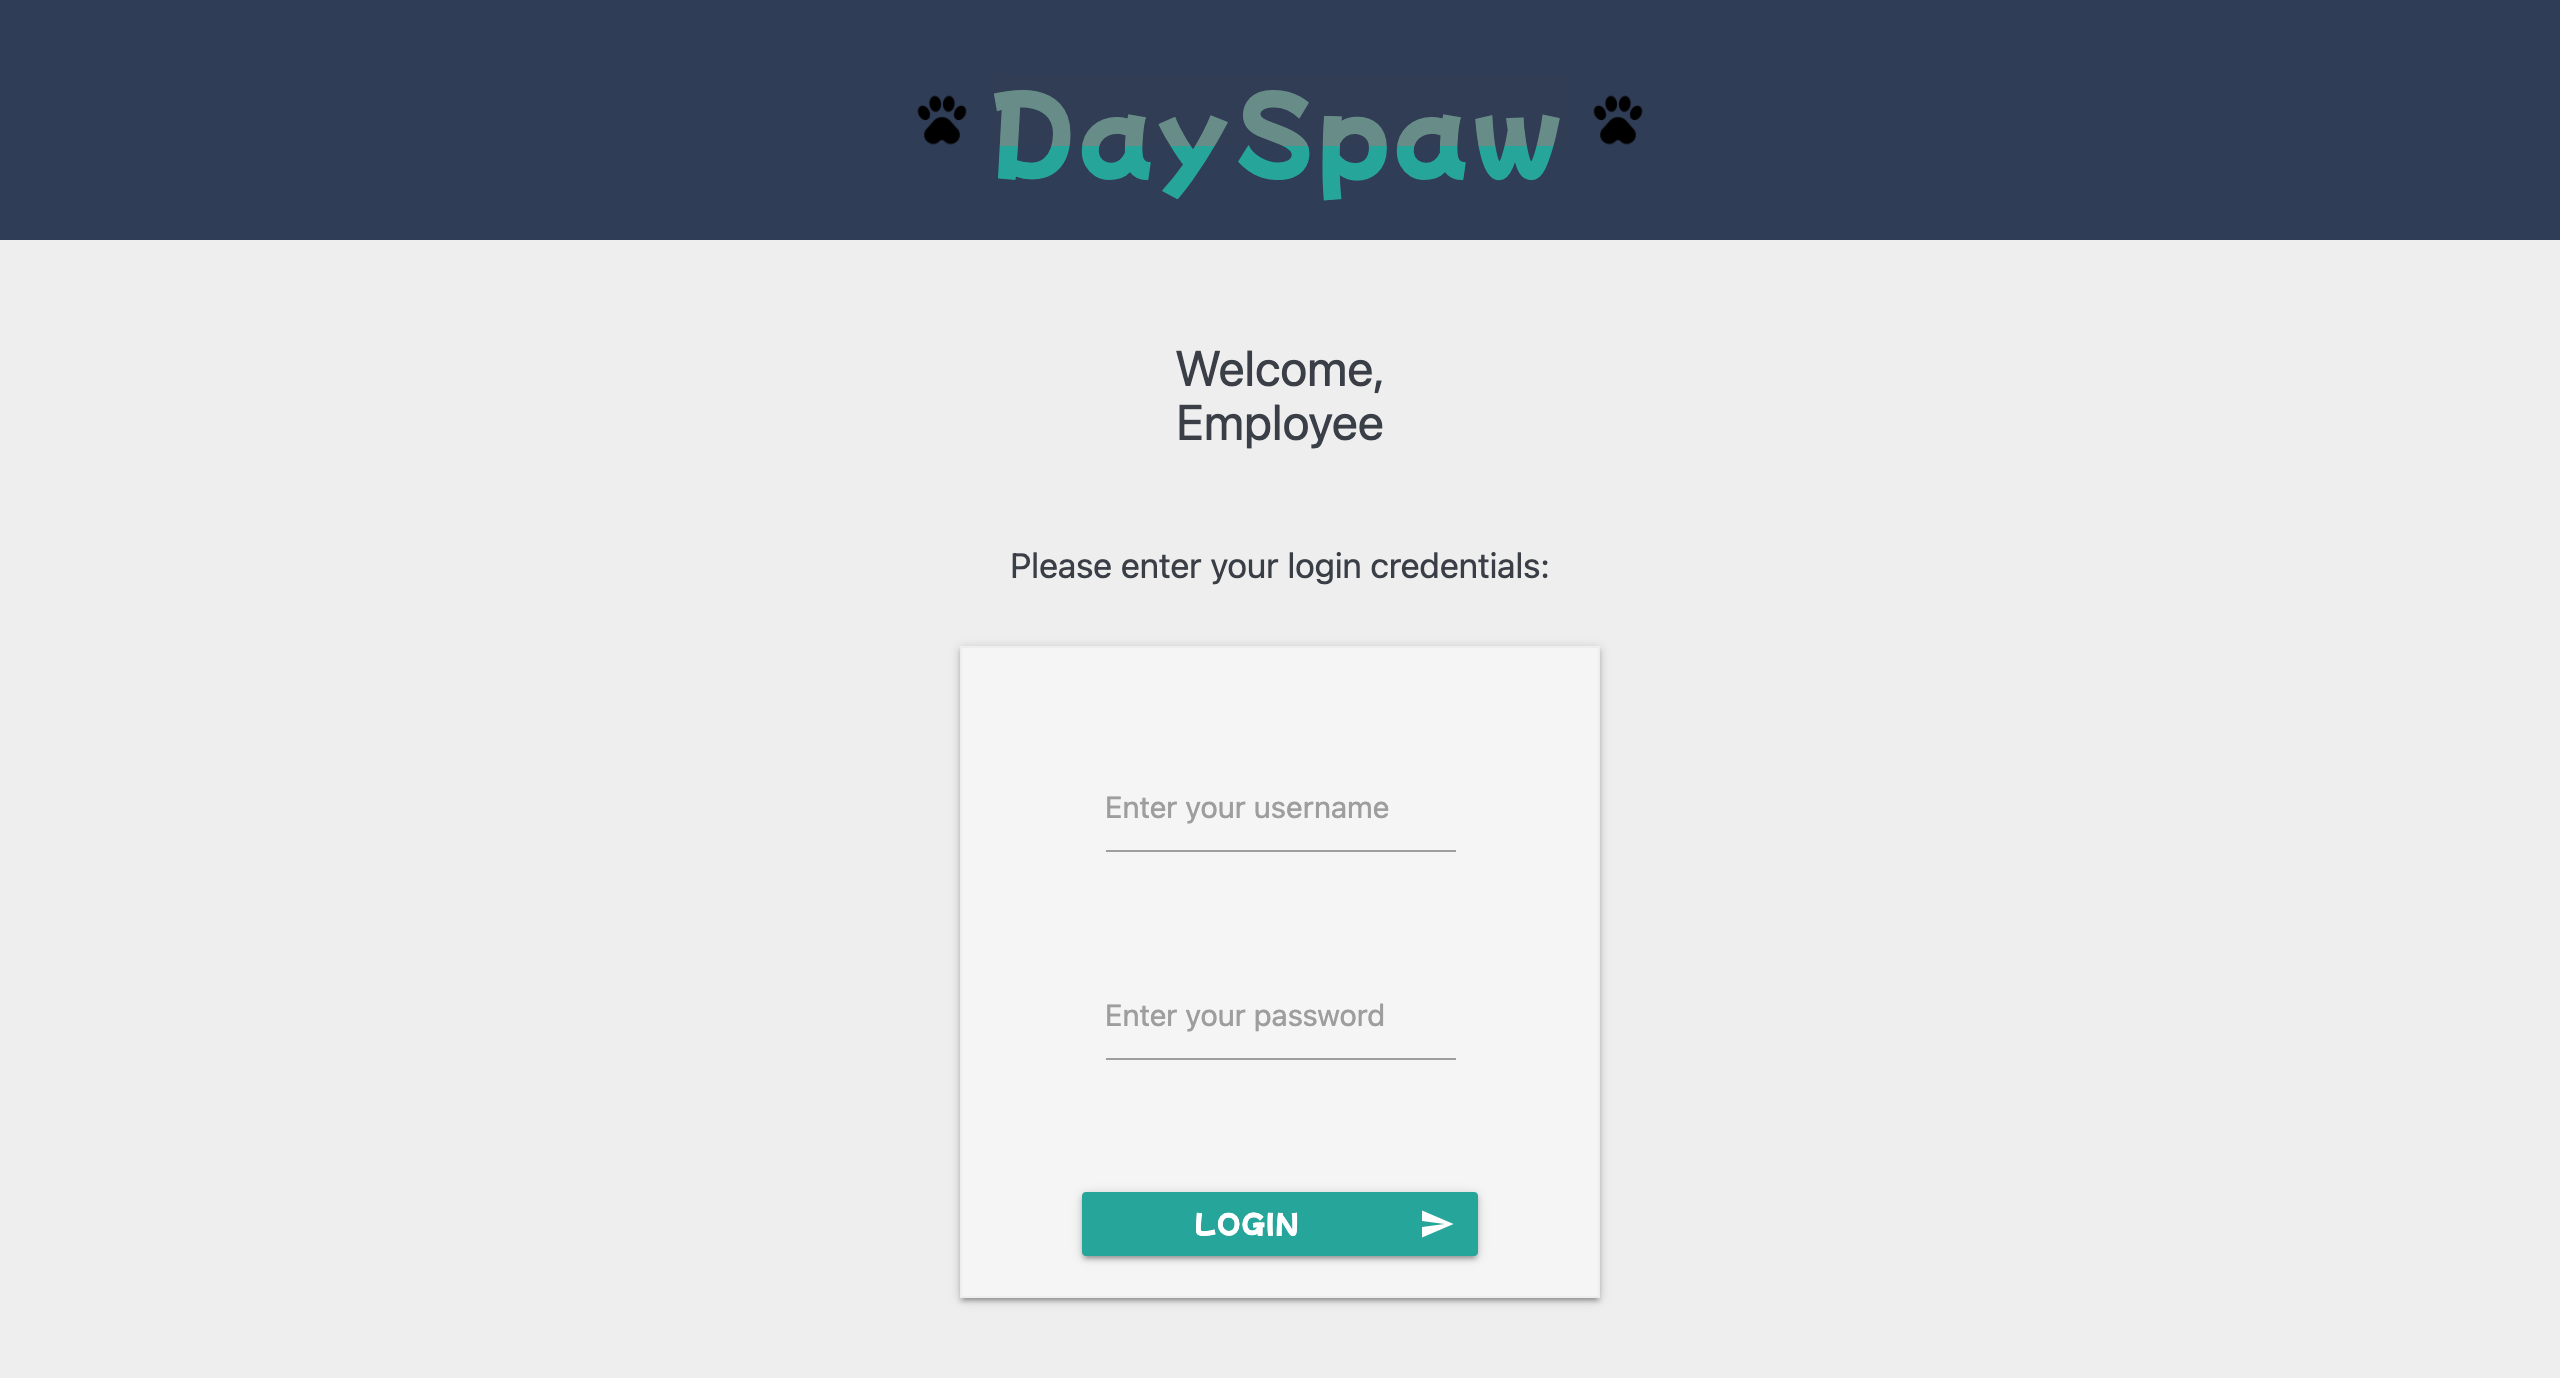 DaySpaw
Welcome,
Employee
Please enter your login credentials:
Enter your username
Enter your password
LOGIN